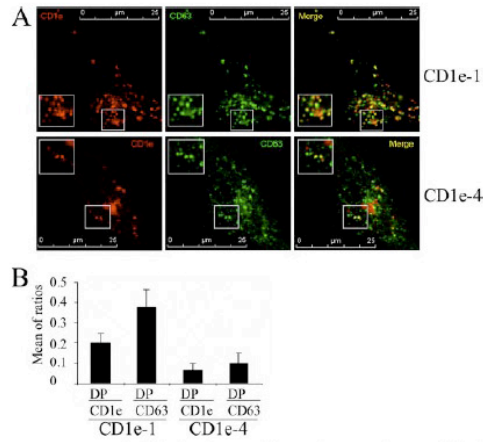 A
0 µm 25
0 µm 25
0 µm 25
CD1e
CD63
Merge
CD1e-1
CD1e
CD63
Merge
CD1e-4
0 µm 25
0 µm 25
0 µm 25
B
Mean of ratios
0.5
0.4
0.3
0.2
0.1
0
DP DP DP DP
CD1e CD63 CD1e CD63
CD1e-1 CD1e-4